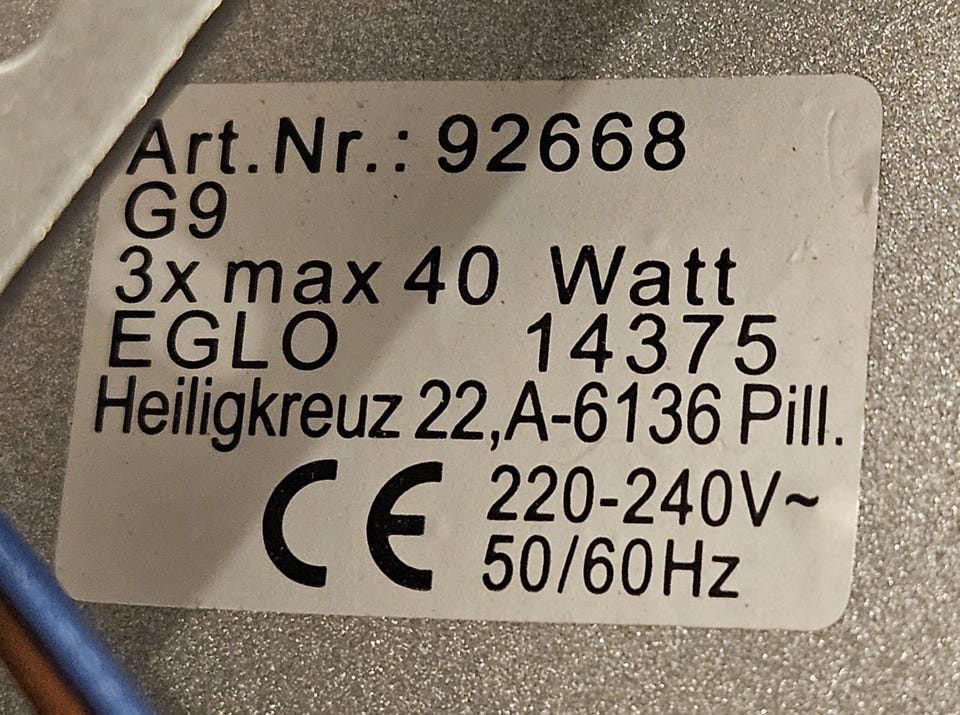 Art.Nr.: 92668
G9
3x max 40 Watt
EGLO 14375
Heiligkreuz 22,A-6136 Pill.
CE 220-240V~
50/60Hz